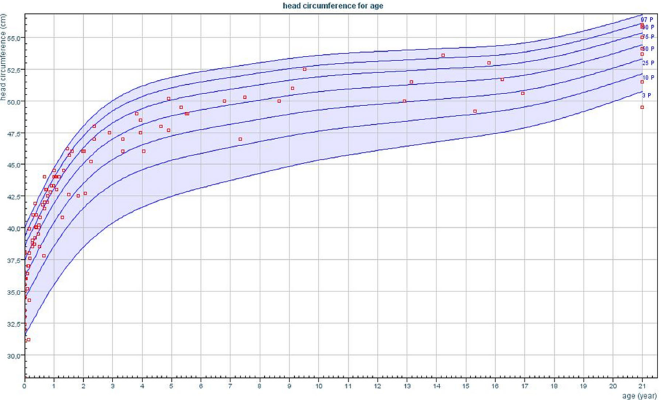 head circumference for age
head circumference (cm)
55,0
52,5
50,0
47,5
45,0
42,5
40,0
37,5
35,0
32,5
30,0
97 P
90 P
75 P
50 P
25 P
10 P
3 P
0 1 2 3 4 5 6 7 8 9 10 11 12 13 14 15 16 17 18 19 20 21
age (year)